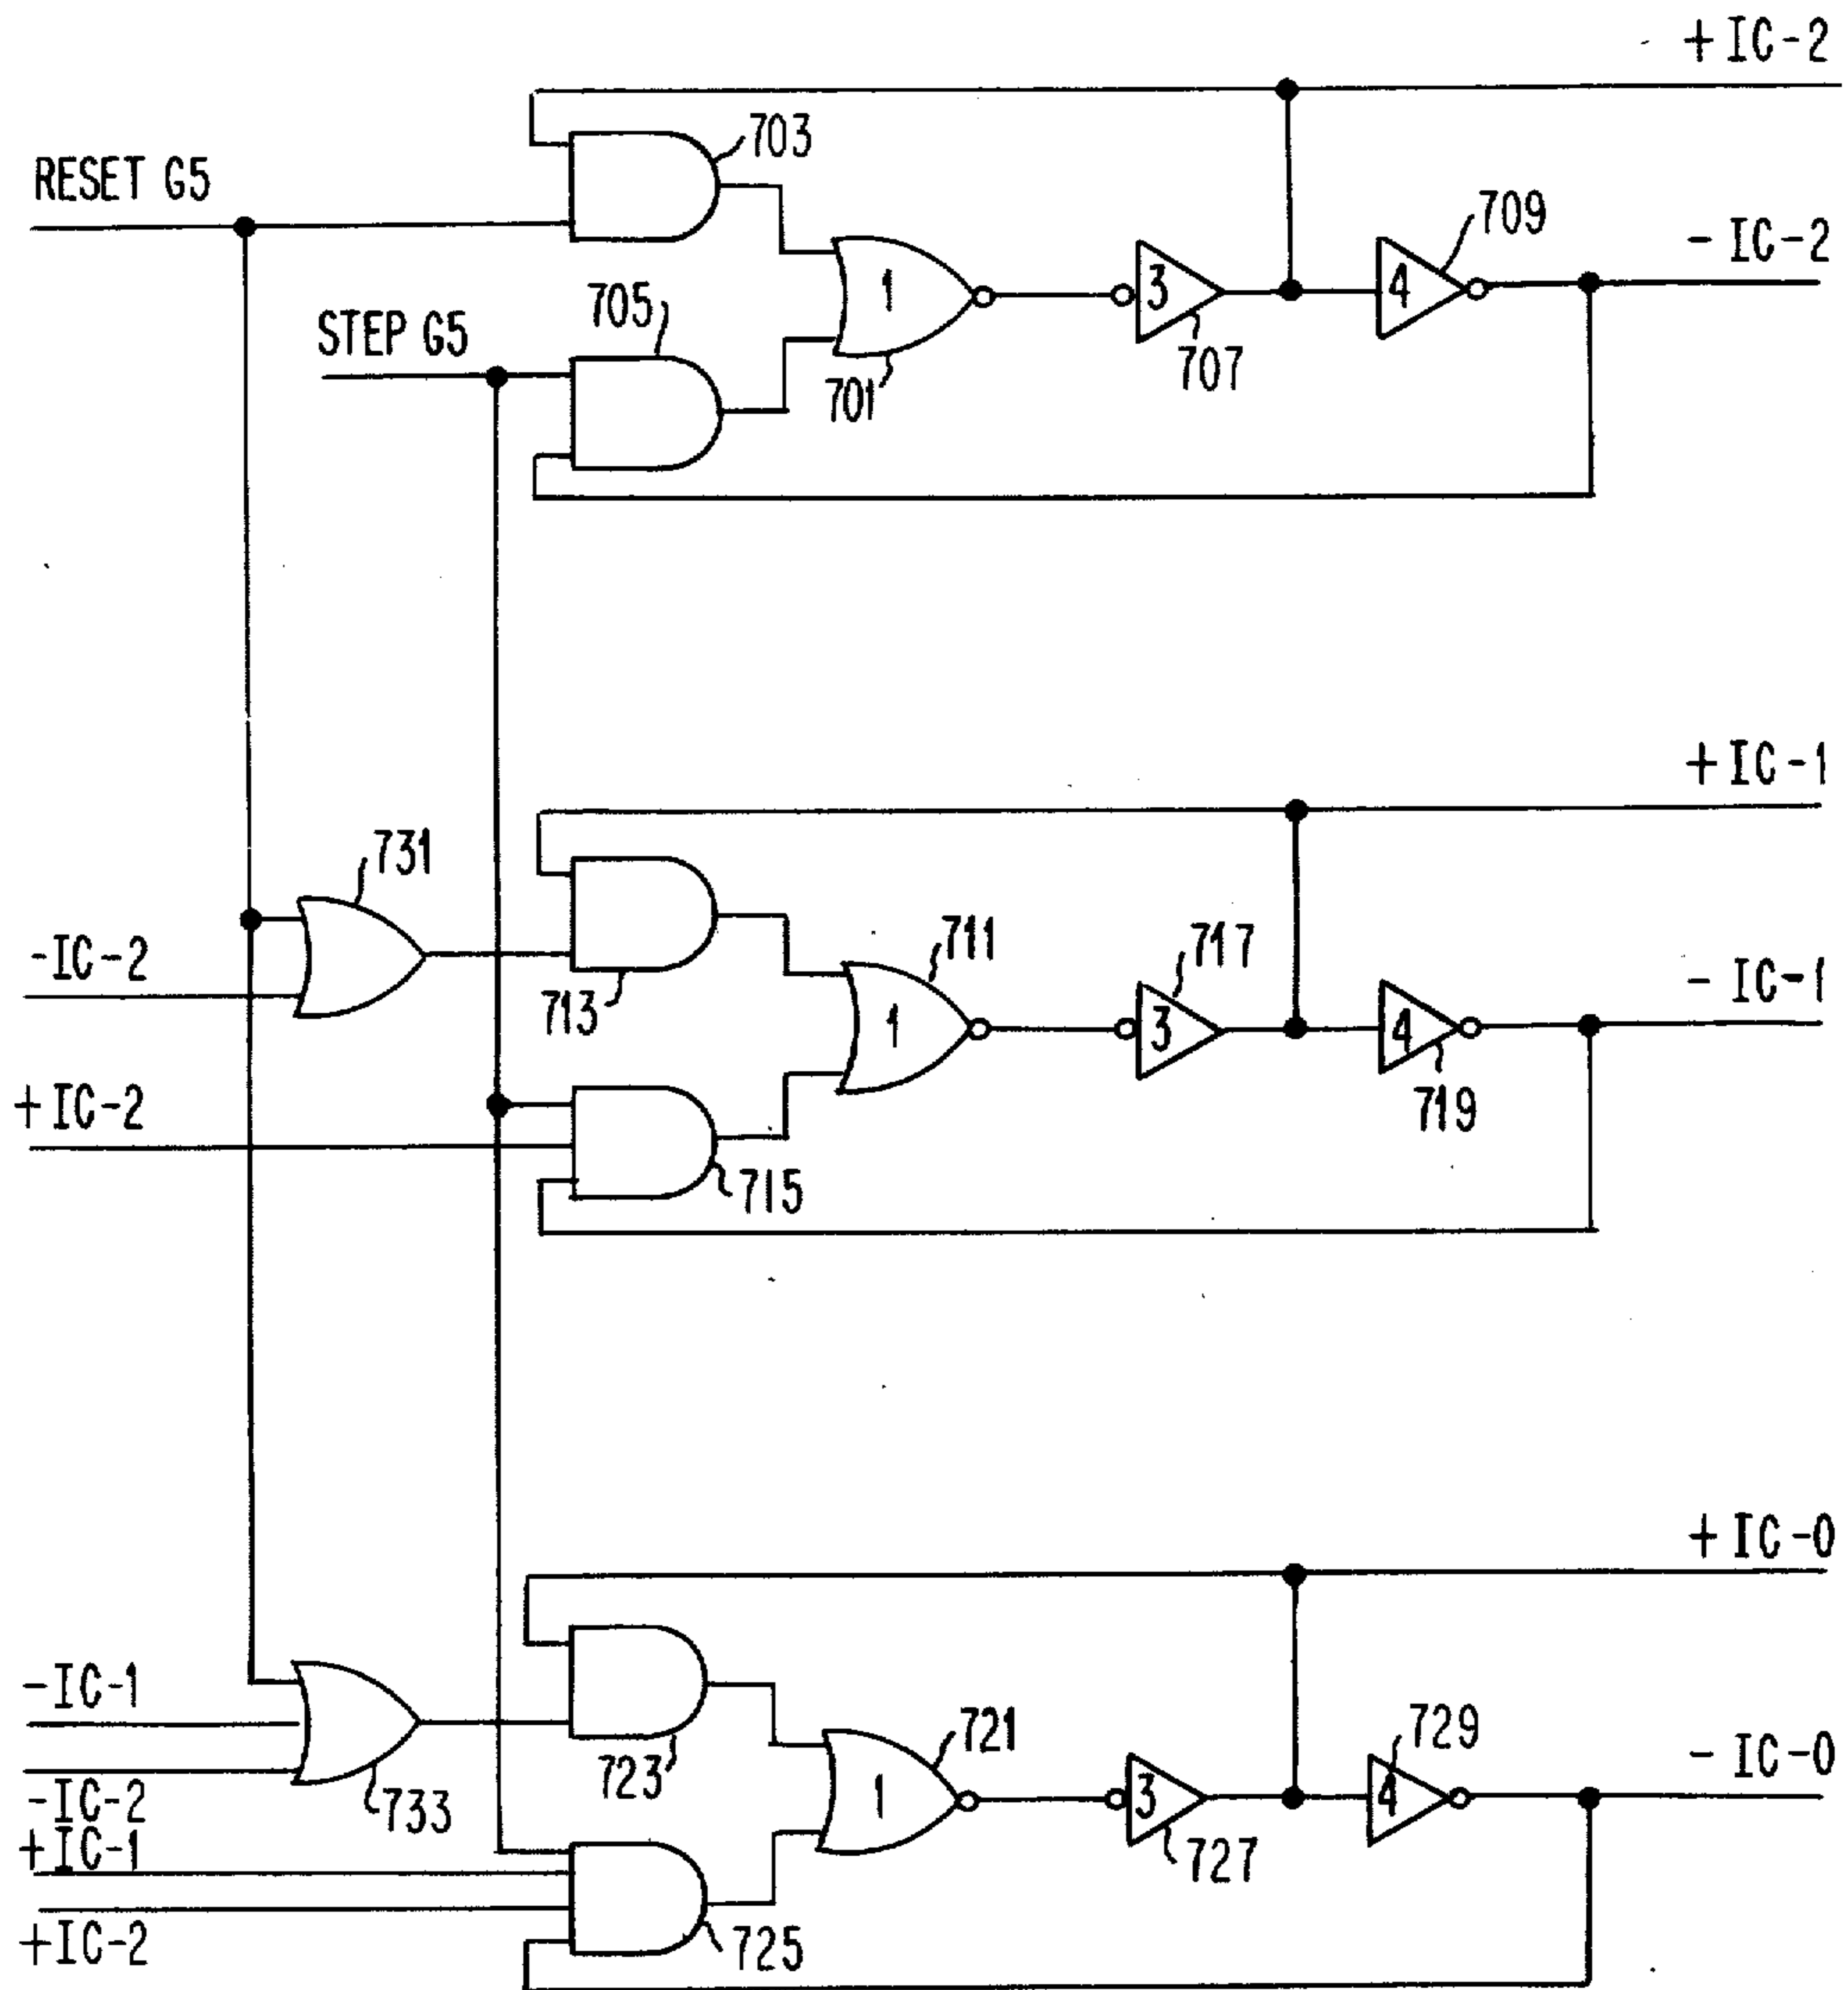 + IC-2
703
RESET G5
709
- IC-2
1
3
4
705
STEP G5
701
707
+ IC-1
731
-IC-2
711
717
- IC-1
713
1
3
4
+ IC-2
719
715
+ IC-0
-IC-1
721
729
- IC-0
723
1
3
4
-IC-2
733
+IC-1
727
+IC-2
725